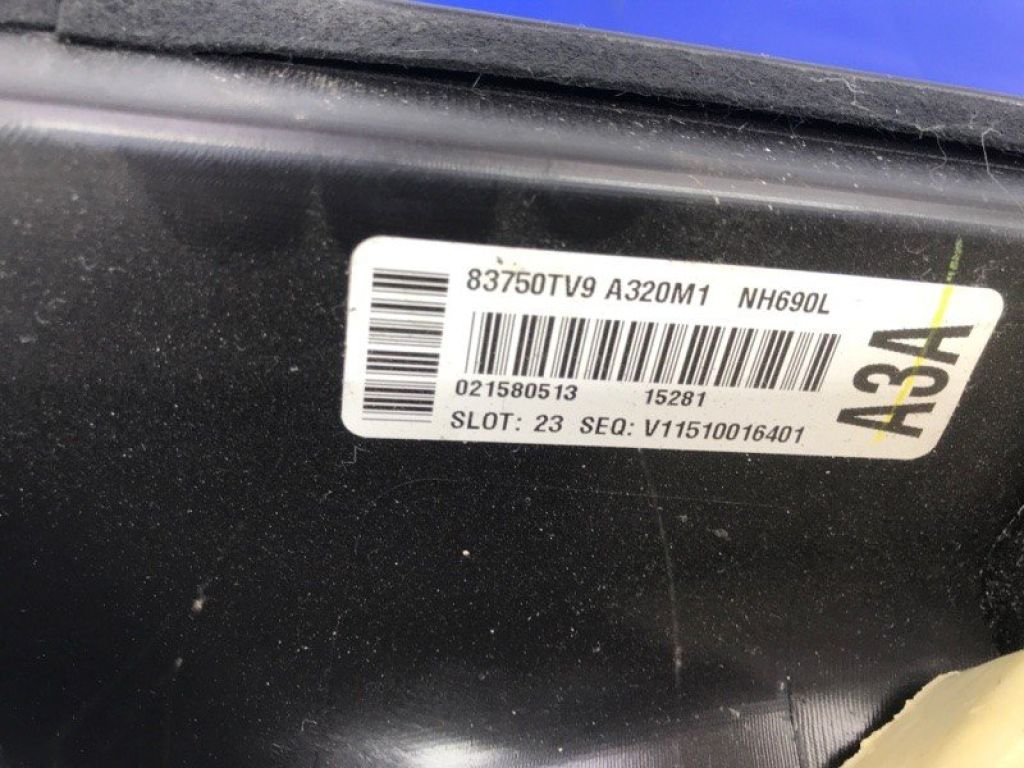 83750TV9 A320M1 NH690L
021580513 15281
SLOT: 23 SEQ: V11510016401
A3A